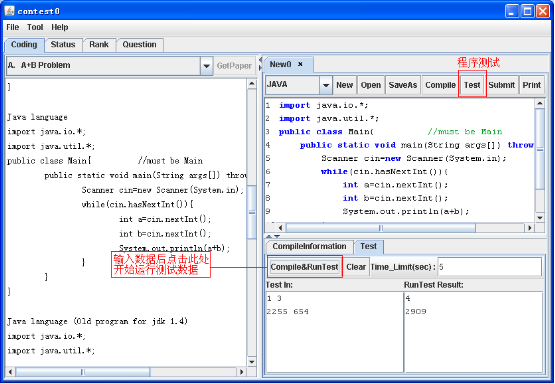 contest0
File Tool Help
Coding Status Rank Question
A. A+B Problem
GetPaper
}
Java language
import java.io.*;
import java.util.*;
public class Main{ //must be Main
public static void main(String args[]) throw
Scanner cin=new Scanner(System.in);
while(cin.hasNextInt()){
int a=cin.nextInt();
int b=cin.nextInt();
System.out.println(a+b);
}
}
}
Java language (Old program for jdk 1.4)
import java.io.*;
import java.util.*;
输入数据后点击此处
开始运行测试数据
程序测试
New0 ×
JAVA New Open SaveAs Compile Test Submit Print
1 import java.io.*;
2 import java.util.*;
3 public class Main{ //must be Main
4 public static void main(String args[]) throw
5 Scanner cin=new Scanner(System.in);
6 while(cin.hasNextInt()){
7 int a=cin.nextInt();
8 int b=cin.nextInt();
9 System.out.println(a+b);
CompileInformation Test
Compile&RunTest Clear Time_Limit(sec): 5
Test In: RunTest Result:
1 3 4
2255 654 2909